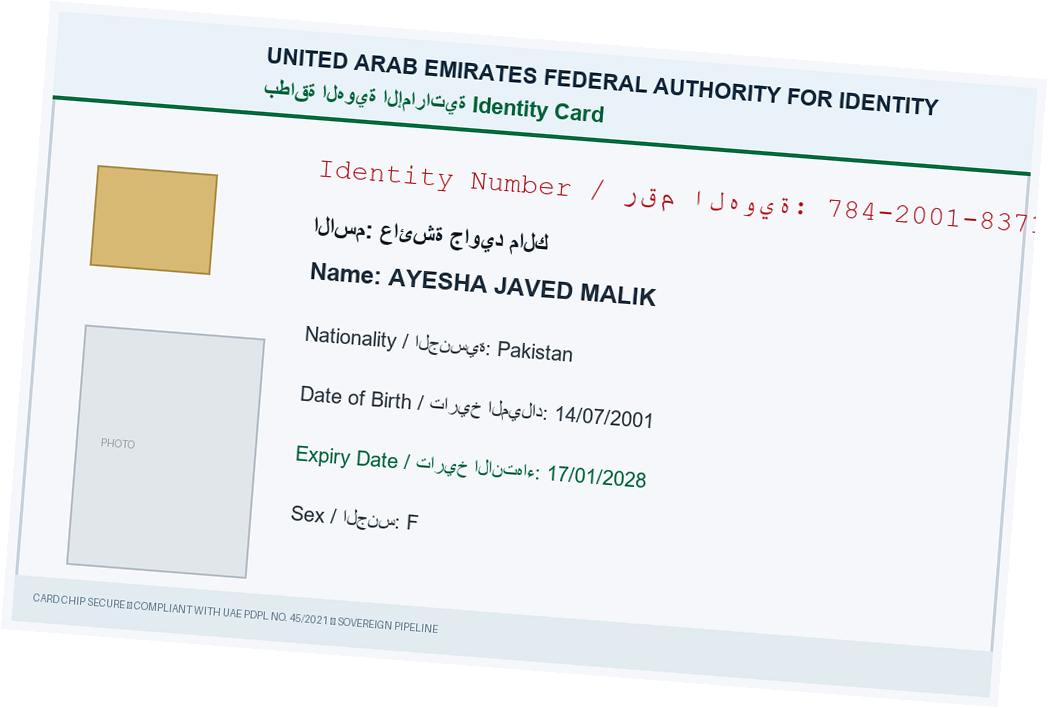 UNITED ARAB EMIRATES FEDERAL AUTHORITY FOR IDENTITY
بطاقة الهوية الإماراتية Identity Card
Identity Number / رقم الهوية: 784-2001-8371
الاسم: عائشة جاويد مالك
Name: AYESHA JAVED MALIK
Nationality / الجنسية: Pakistan
Date of Birth / تاريخ الميلاد: 14/07/2001
Expiry Date / تاريخ الانتهاء: 17/01/2028
Sex / الجنس: F
PHOTO
CARD CHIP SECURE COMPLIANT WITH UAE PDPL NO. 45/2021 SOVEREIGN PIPELINE